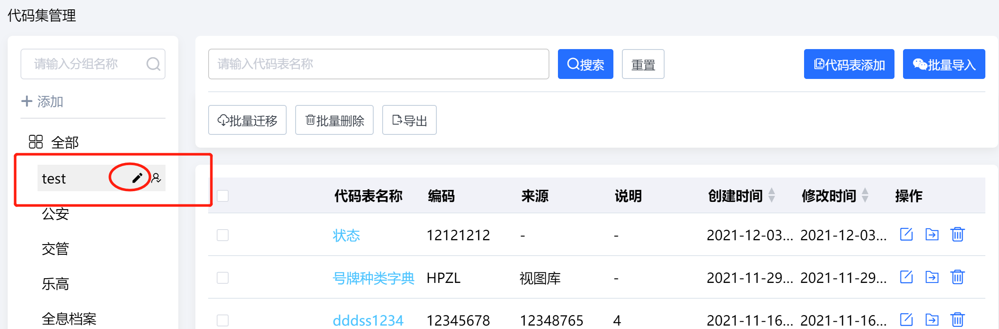 代码集管理
请输入分组名称
添加
全部
test
公安
交管
乐高
全息档案
请输入代码表名称 搜索 重置 代码表添加 批量导入
批量迁移 批量删除 导出
代码表名称 编码 来源 说明 创建时间 修改时间 操作
状态 12121212 - - 2021-12-03... 2021-12-03...
号牌种类字典 HPZL 视图库 - 2021-11-29... 2021-11-29...
dddss1234 12345678 12348765 4 2021-11-16... 2021-11-16...